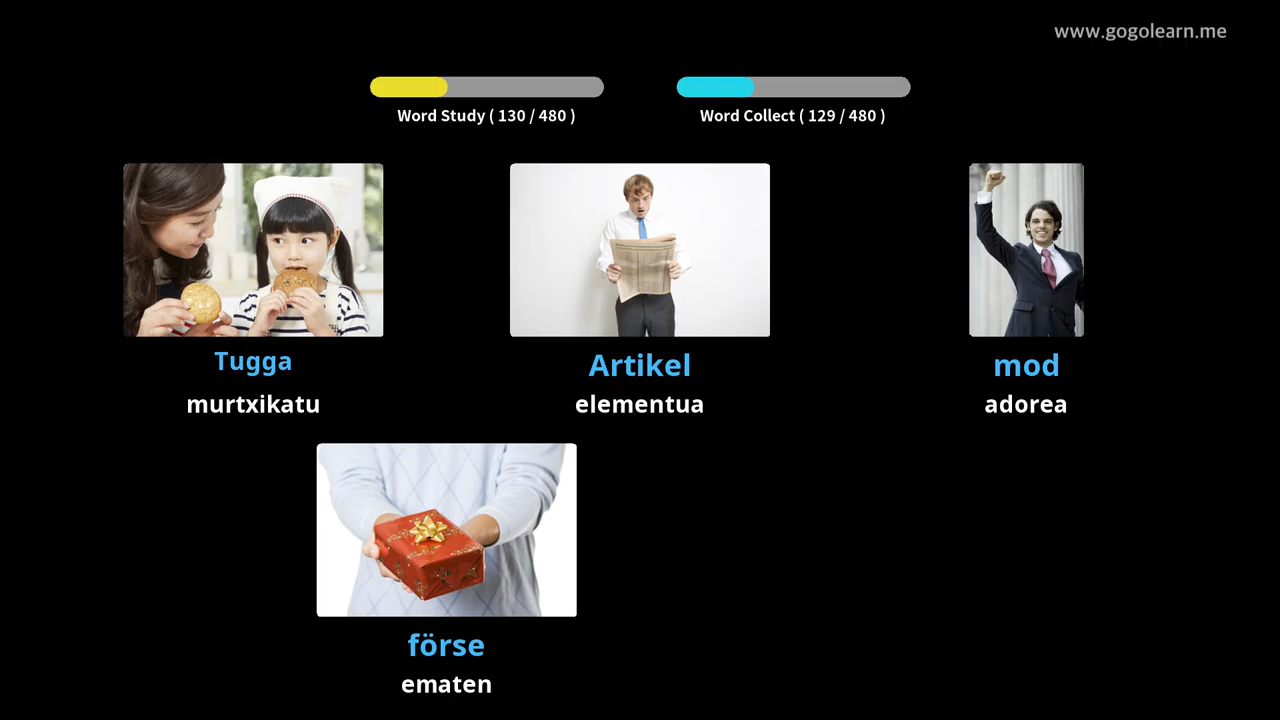 www.gogolearn.me
Word Study ( 130 / 480 )
Word Collect ( 129 / 480 )
Tugga
murtxikatu
Artikel
elementua
mod
adorea
förse
ematen